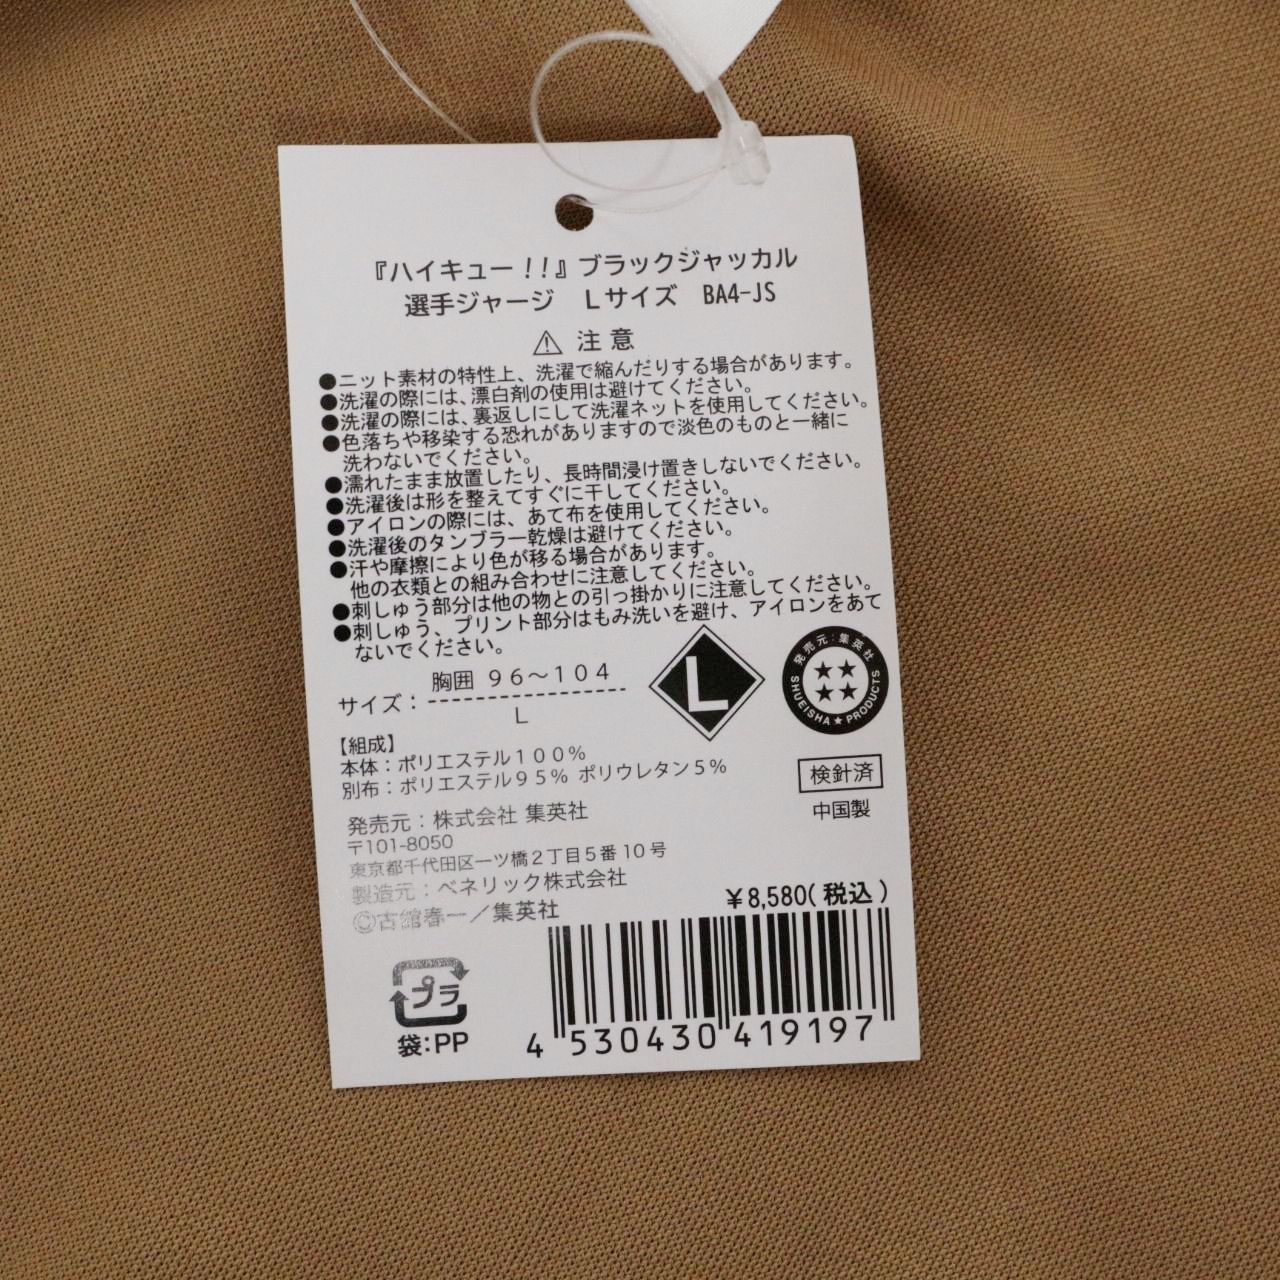 『ハイキュー!!』ブラックジャッカル
選手ジャージ　Lサイズ　BA4-JS
⚠ 注意
●ニット素材の特性上、洗濯で縮んだりする場合があります。
●洗濯の際には、漂白剤の使用は避けてください。
●洗濯の際には、裏返しにして洗濯ネットを使用してください。
●色落ちや移染する恐れがありますので淡色のものと一緒に
洗わないでください。
●濡れたまま放置したり、長時間浸け置きしないでください。
●洗濯後は形を整えてすぐに干してください。
●アイロンの際には、あて布を使用してください。
●洗濯後のタンブラー乾燥は避けてください。
●汗や摩擦により色が移る場合があります。
他の衣類との組み合わせに注意してください。
●刺しゅう部分は他の物との引っ掛かりに注意してください。
●刺しゅう、プリント部分はもみ洗いを避け、アイロンをあて
ないでください。
胸囲 96〜104
サイズ：
L
L
発売元：集英社
SHUEISHA★PRODUCTS
【組成】
本体：ポリエステル100%
別布：ポリエステル95% ポリウレタン5%
検針済
中国製
発売元：株式会社 集英社
〒101-8050
東京都千代田区一ツ橋2丁目5番10号
製造元：ベネリック株式会社
©古舘春一／集英社
¥8,580(税込)
プラ
袋:PP
4 530430 419197